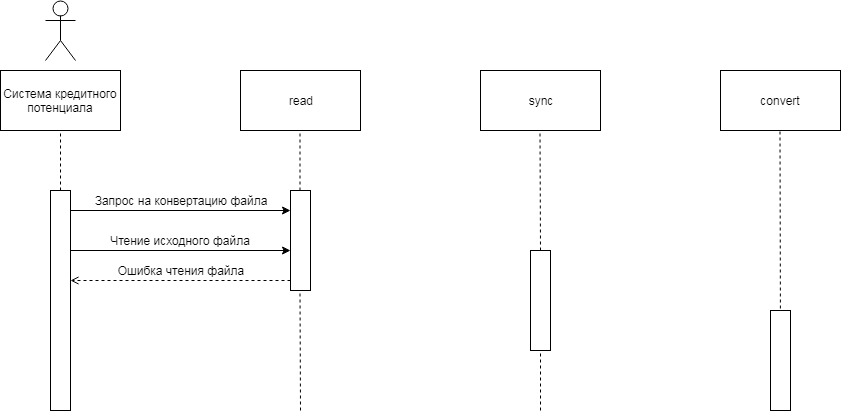 Система кредитного
потенциала
read
sync
convert
Запрос на конвертацию файла
Чтение исходного файла
Ошибка чтения файла